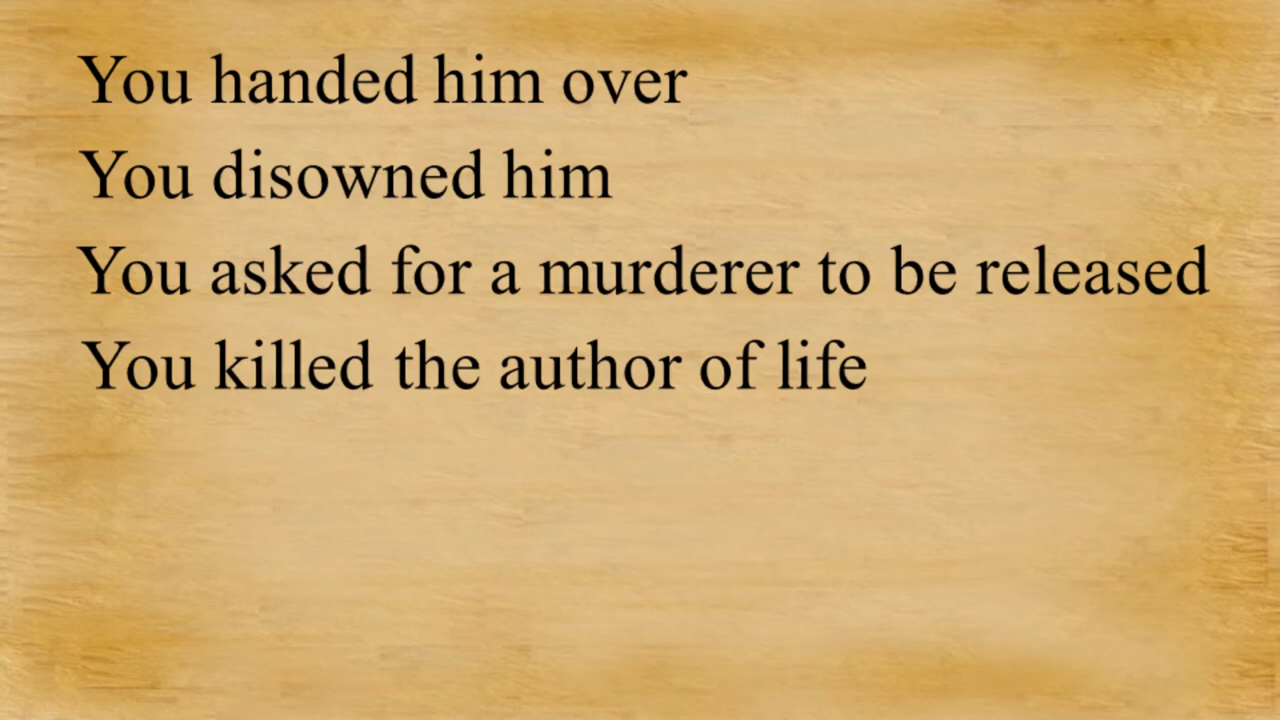 You handed him over
You disowned him
You asked for a murderer to be released
You killed the author of life